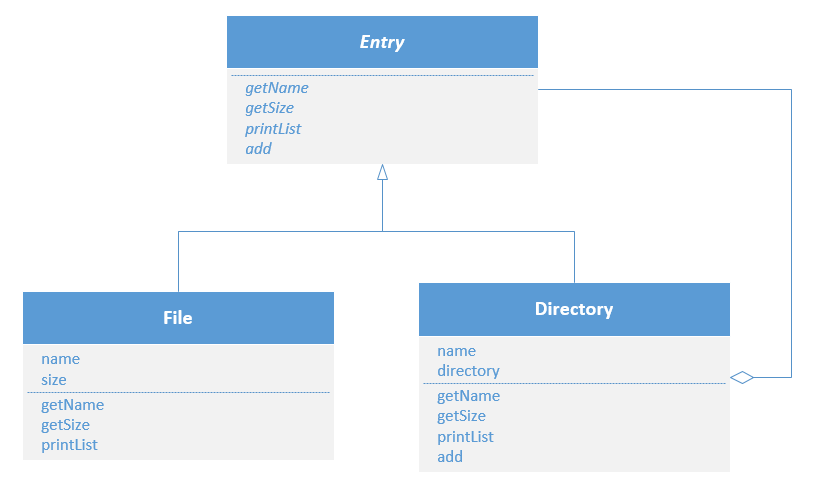 Entry
getName
getSize
printList
add
File
name
size
getName
getSize
printList
Directory
name
directory
getName
getSize
printList
add